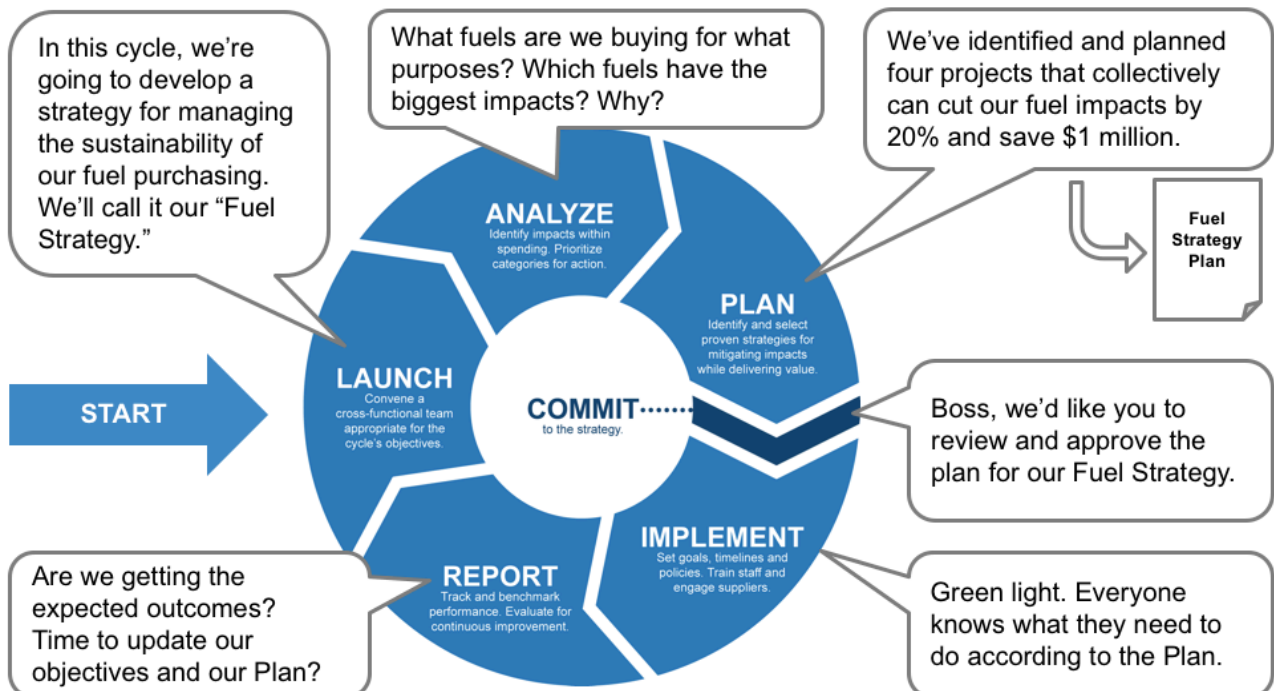 In this cycle, we're
going to develop a
strategy for managing
the sustainability of
our fuel purchasing.
We'll call it our “Fuel
Strategy.”
What fuels are we buying for what
purposes? Which fuels have the
biggest impacts? Why?
We've identified and planned
four projects that collectively
can cut our fuel impacts by
20% and save $1 million.
Fuel
Strategy
Plan
START
LAUNCH
Convene a
cross-functional team
appropriate for the
cycle's objectives.
ANALYZE
Identify impacts within
spending. Prioritize
categories for action.
PLAN
Identify and select
proven strategies for
mitigating impacts
while delivering value.
COMMIT
to the strategy.
Boss, we'd like you to
review and approve the
plan for our Fuel Strategy.
IMPLEMENT
Set goals, timelines and
policies. Train staff and
engage suppliers.
Green light. Everyone
knows what they need to
do according to the Plan.
REPORT
Track and benchmark
performance. Evaluate for
continuous improvement.
Are we getting the
expected outcomes?
Time to update our
objectives and our Plan?